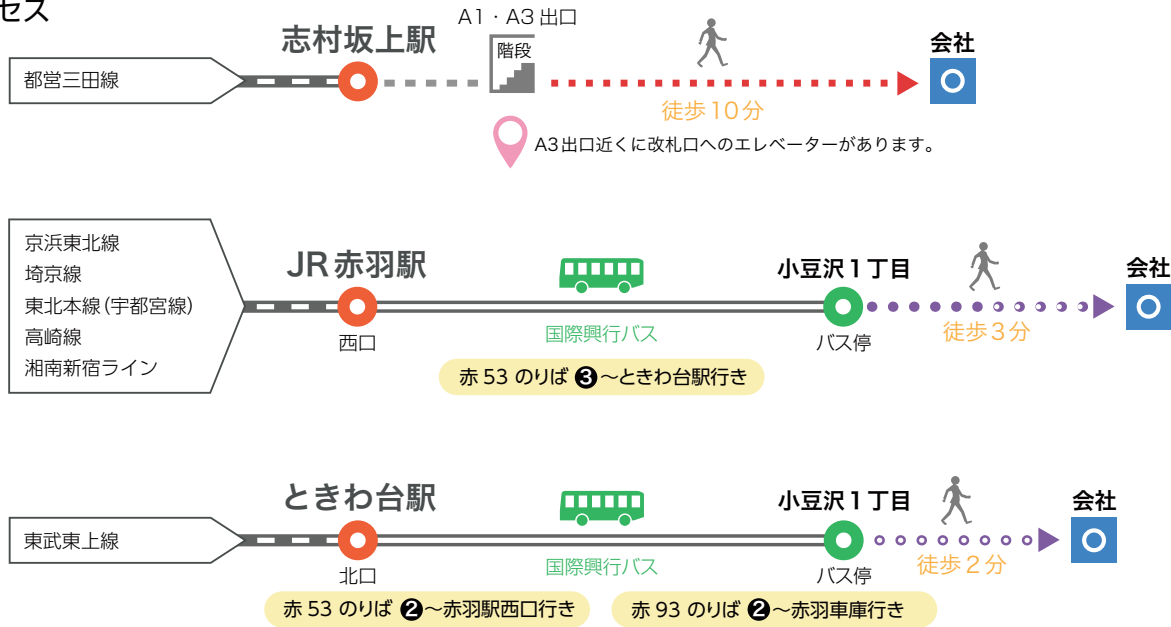 セス
A1・A3 出口
志村坂上駅
階段
会社
都営三田線
徒歩10分
A3出口近くに改札口へのエレベーターがあります。
京浜東北線
埼京線
東北本線(宇都宮線)
高崎線
湘南新宿ライン
JR赤羽駅
小豆沢1丁目
会社
西口
国際興行バス
バス停
徒歩3分
赤53 のりば ❸～ときわ台駅行き
ときわ台駅
小豆沢1丁目
会社
東武東上線
北口
国際興行バス
バス停
徒歩2分
赤53 のりば ❷～赤羽駅西口行き
赤93 のりば ❷～赤羽車庫行き